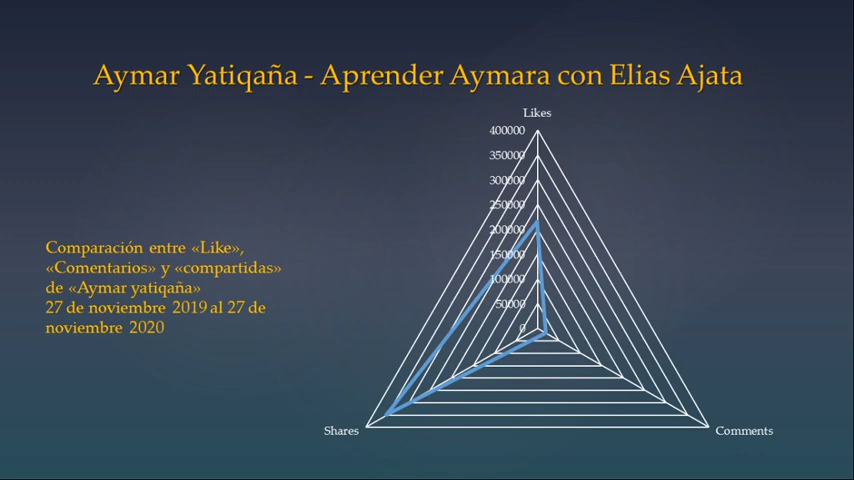 Aymar Yatiqaña - Aprender Aymara con Elias Ajata
Comparación entre «Like»,
«Comentarios» y «compartidas»
de «Aymar yatiqaña»
27 de noviembre 2019 al 27 de
noviembre 2020
Likes
400000
350000
300000
250000
200000
150000
100000
50000
0
Shares
Comments